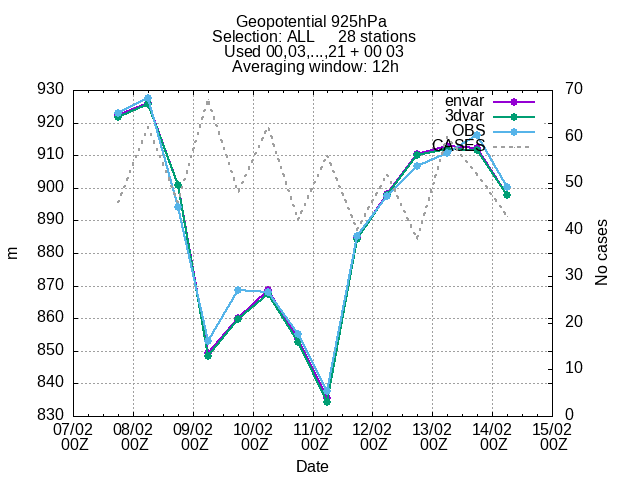 Geopotential 925hPa
Selection: ALL 28 stations
Used 00,03,...,21 + 00 03
Averaging window: 12h
930
920
910
900
890
880
870
860
850
840
830
m
70
60
50
40
30
20
10
0
No cases
envar
3dvar
OBS
CASES
07/02 08/02 09/02 10/02 11/02 12/02 13/02 14/02 15/02
00Z 00Z 00Z 00Z 00Z 00Z 00Z 00Z 00Z
Date